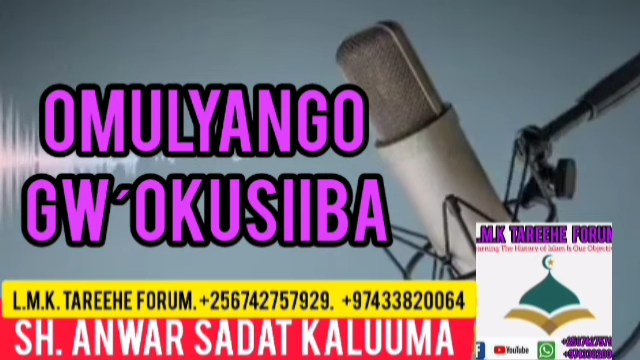 OMULYANGO
GW´OKUSIIBA
L.M.K. TAREEHE FORUM. +256742757929. +97433820064
SH. ANWAR SADAT KALUUMA
L.M.K TAREEHE FORUM
Learning The History of Islam Is Our Objective
YouTube